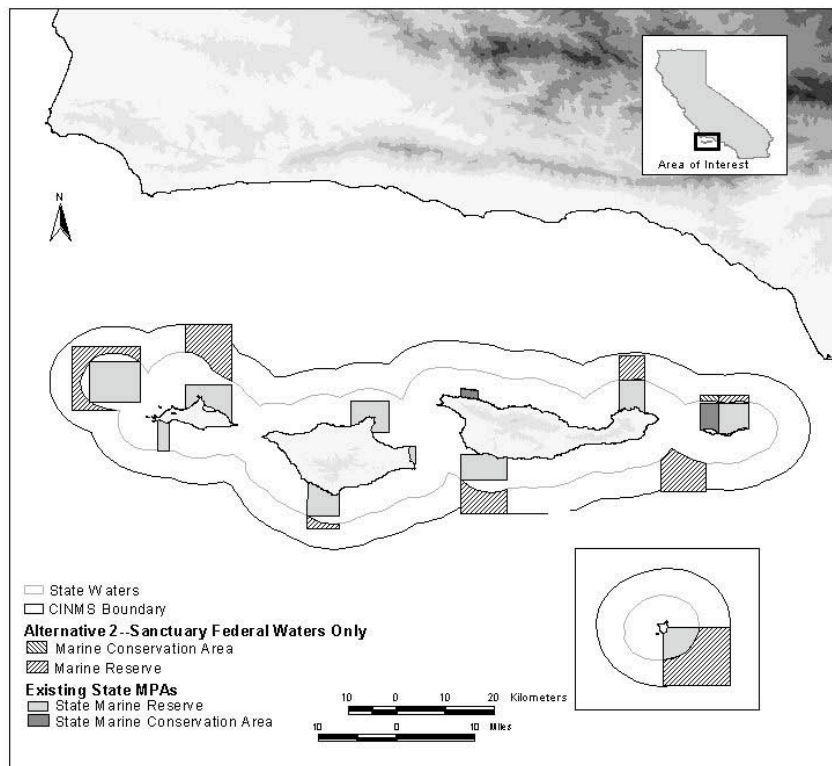 Area of Interest
N
State Waters
CINMS Boundary
Alternative 2--Sanctuary Federal Waters Only
Marine Conservation Area
Marine Reserve
Existing State MPAs
State Marine Reserve
State Marine Conservation Area
10 0 10 20 Kilometers
10 0 10 Miles